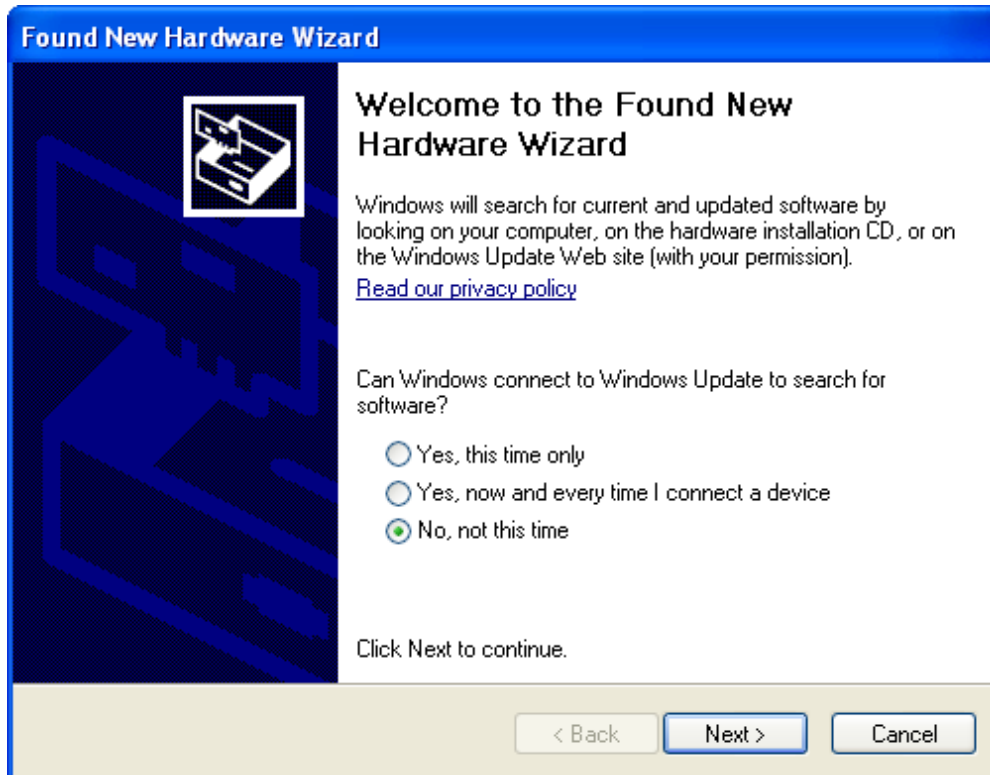 Found New Hardware Wizard
Welcome to the Found New
Hardware Wizard
Windows will search for current and updated software by
looking on your computer, on the hardware installation CD, or on
the Windows Update Web site (with your permission).
Read our privacy policy
Can Windows connect to Windows Update to search for
software?
Yes, this time only
Yes, now and every time I connect a device
No, not this time
Click Next to continue.
< Back Next > Cancel